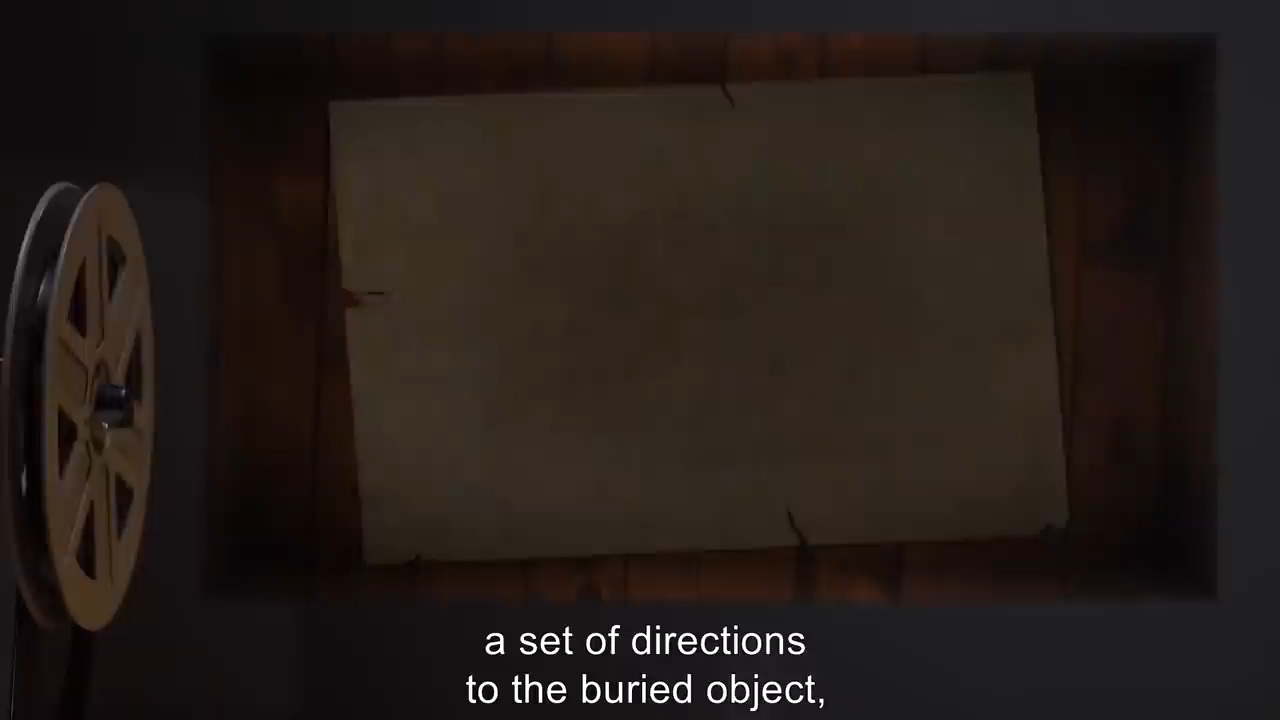 a set of directions
to the buried object,